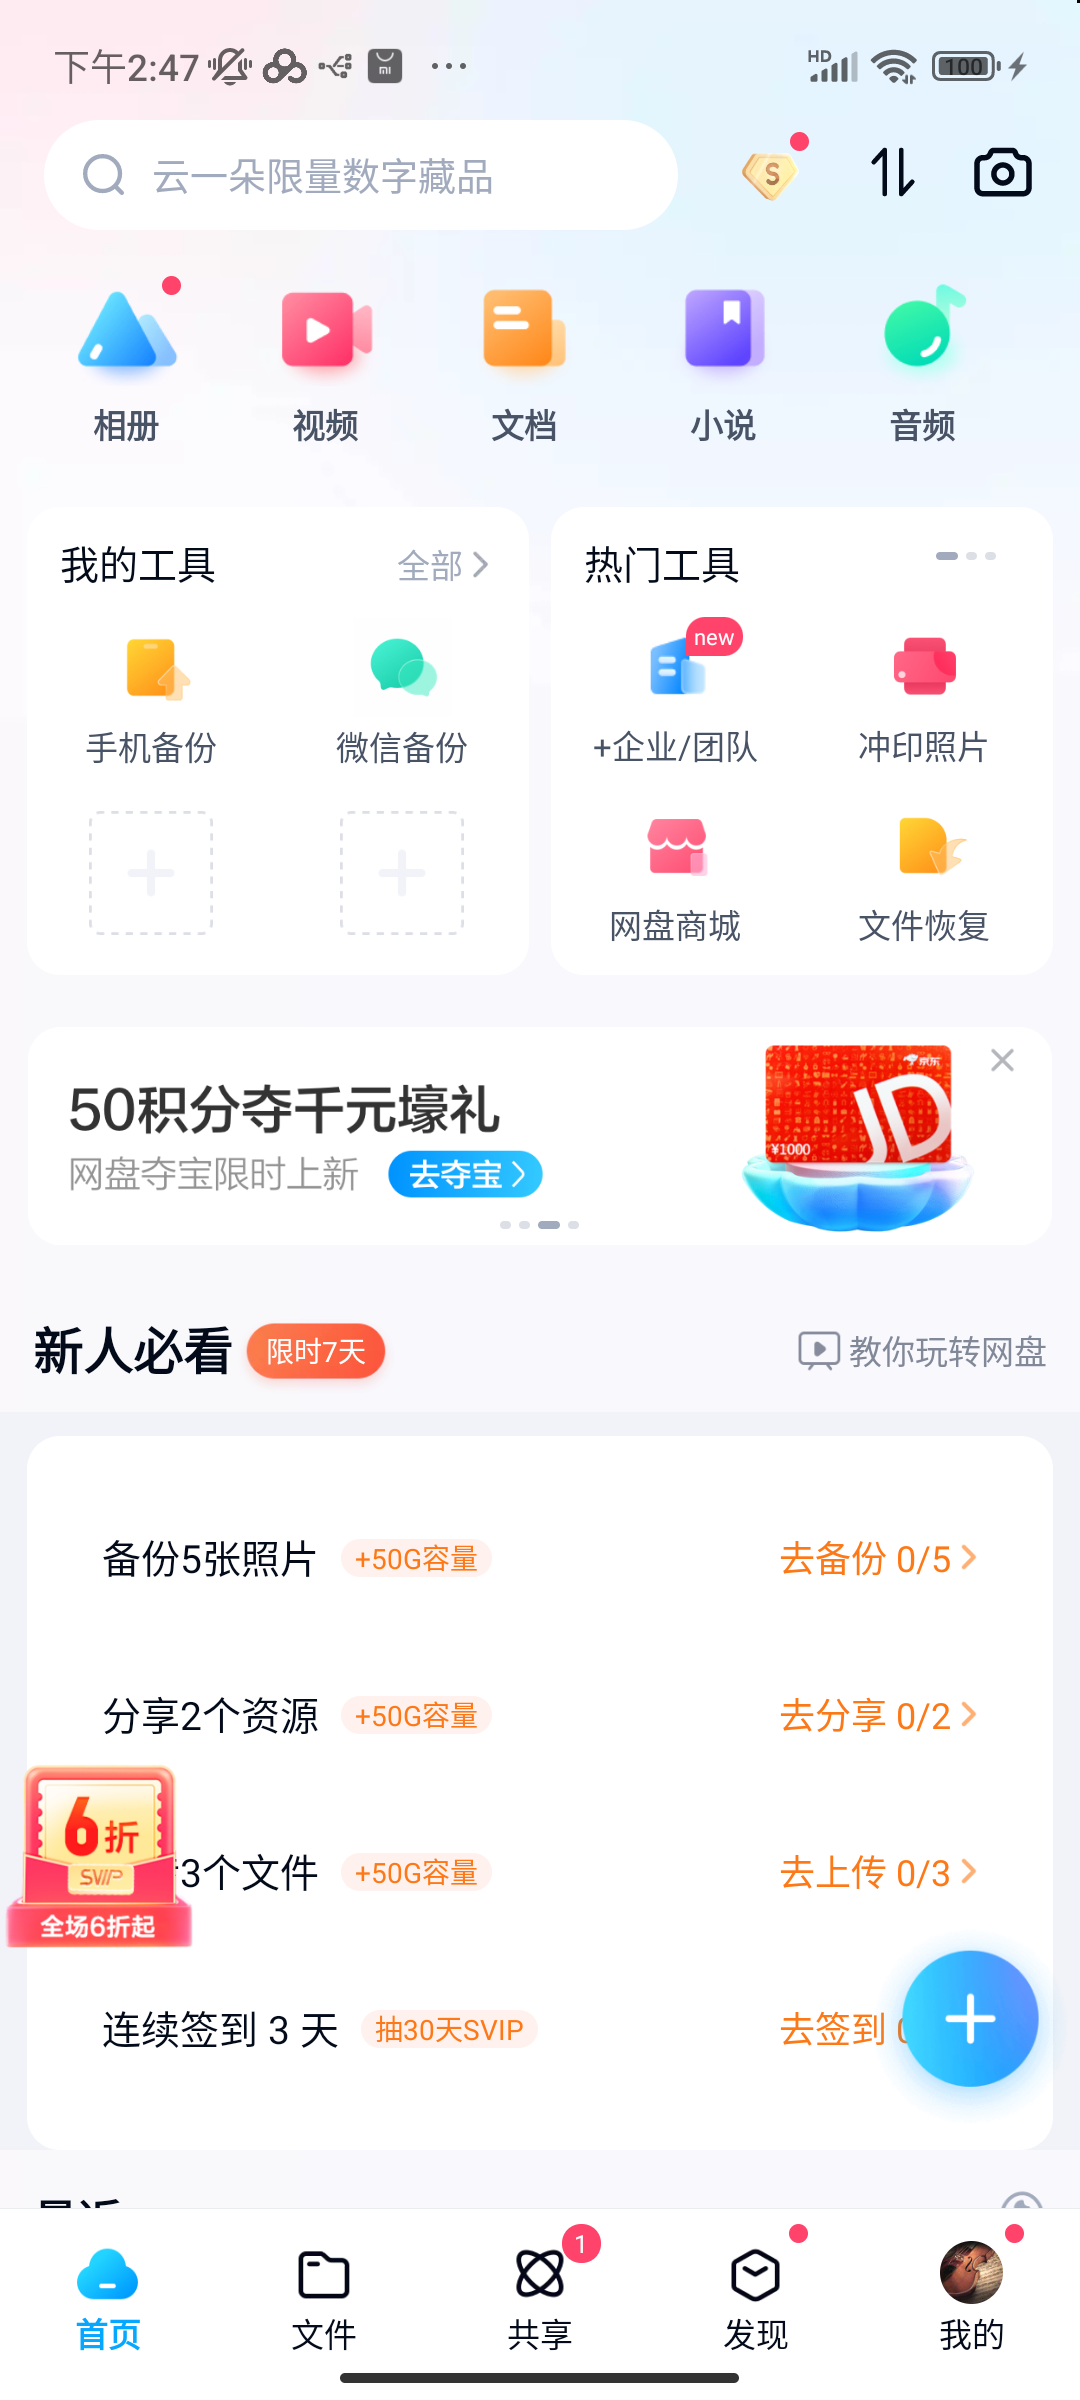 下午2:47
HD
100
云一朵限量数字藏品
S
相册
视频
文档
小说
音频
我的工具
全部
热门工具
new
手机备份
微信备份
+企业/团队
冲印照片
网盘商城
文件恢复
50积分夺千元壕礼
网盘夺宝限时上新
去夺宝
京东
JD
¥1000
新人必看
限时7天
教你玩转网盘
备份5张照片
+50G容量
去备份 0/5
分享2个资源
+50G容量
去分享 0/2
6折
SVIP
全场6折起
3个文件
+50G容量
去上传 0/3
连续签到 3 天
抽30天SVIP
去签到
最近
首页
文件
1
共享
发现
我的